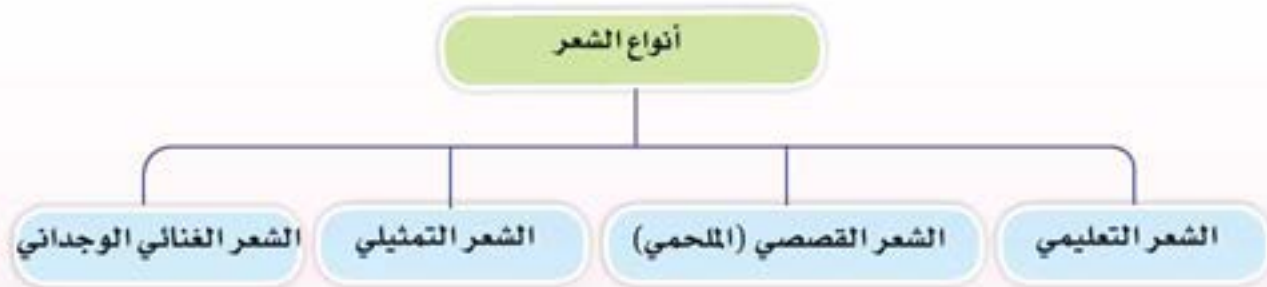 أنواع الشعر
الشعر التعليمي
الشعر القصصي (الملحمي)
الشعر التمثيلي
الشعر الغنائي الوجداني